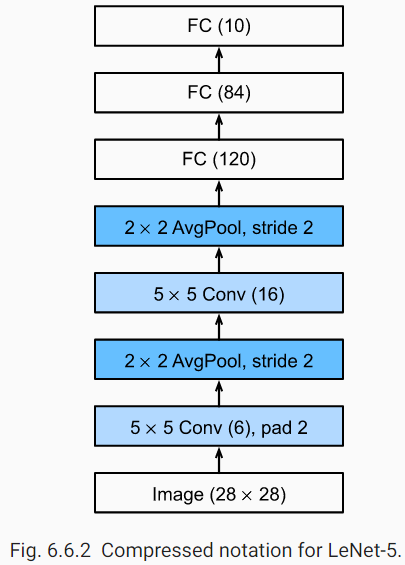 FC (10)
FC (84)
FC (120)
2 × 2 AvgPool, stride 2
5 × 5 Conv (16)
2 × 2 AvgPool, stride 2
5 × 5 Conv (6), pad 2
Image (28 × 28)
Fig. 6.6.2 Compressed notation for LeNet-5.